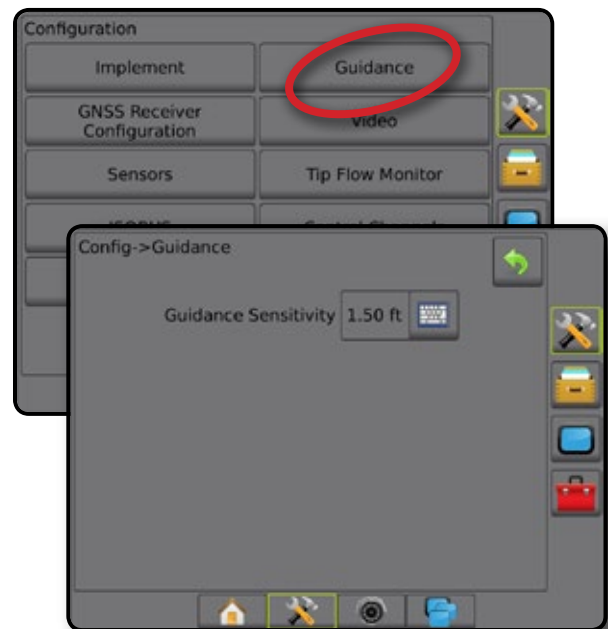 Configuration
Implement
Guidance
GNSS Receiver
Configuration
Video
Sensors
Tip Flow Monitor
Config->Guidance
Guidance Sensitivity 1.50 ft